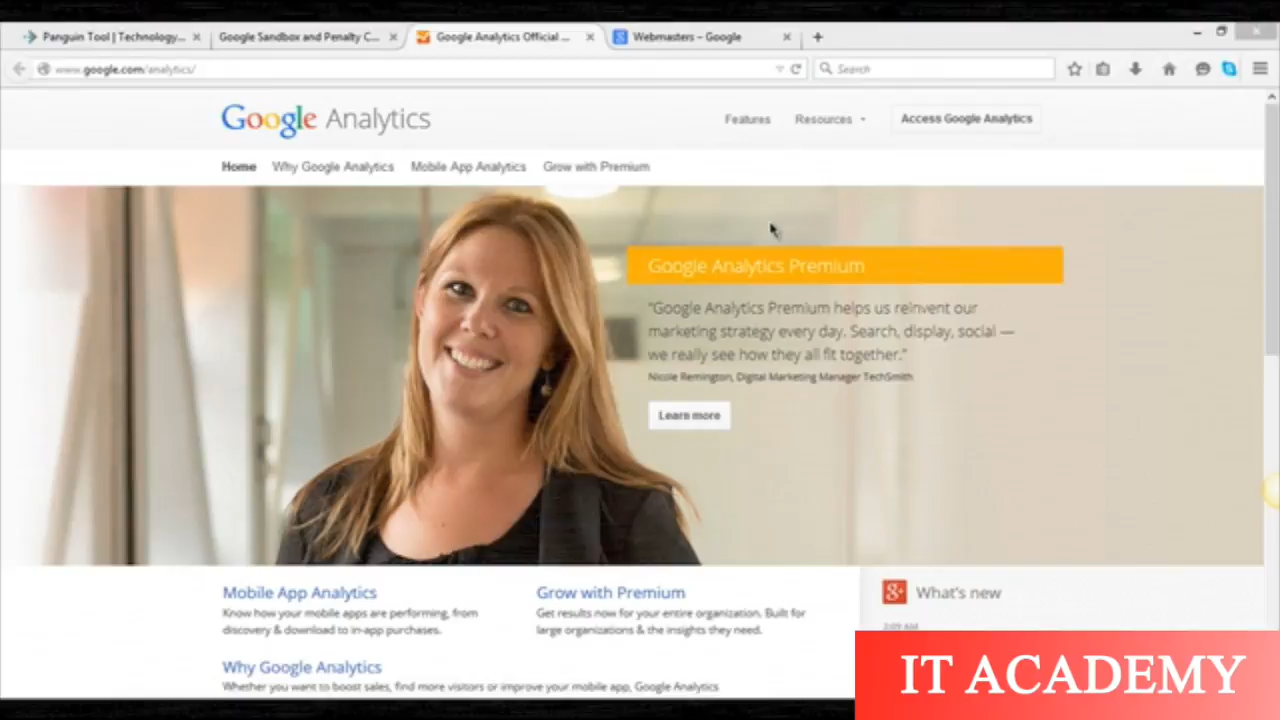 Panguin Tool | Technology...
Google Sandbox and Penalty C...
Google Analytics Official ...
Webmasters – Google
www.google.com/analytics/
Search
Google Analytics
Features
Resources
Access Google Analytics
Home
Why Google Analytics
Mobile App Analytics
Grow with Premium
Google Analytics Premium
"Google Analytics Premium helps us reinvent our
marketing strategy every day. Search, display, social —
we really see how they all fit together."
Nicole Remington, Digital Marketing Manager TechSmith
Learn more
Mobile App Analytics
Know how your mobile apps are performing, from
discovery & download to in-app purchases.
Grow with Premium
Get results now for your entire organization. Built for
large organizations & the insights they need.
Why Google Analytics
Whether you want to boost sales, find more visitors or improve your mobile app, Google Analytics
g+
What's new
3:09 AM
IT ACADEMY